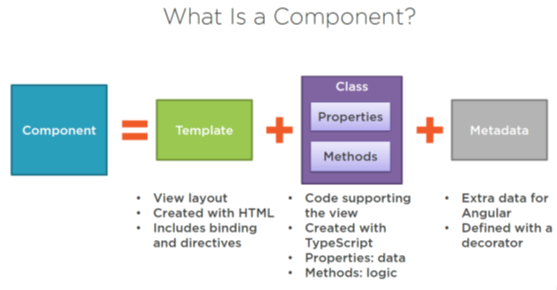 What Is a Component?
Component
=
Template
+
Class
Properties
Methods
+
Metadata
• View layout
• Created with HTML
• Includes binding
and directives
• Code supporting
the view
• Created with
TypeScript
• Properties: data
• Methods: logic
• Extra data for
Angular
• Defined with a
decorator